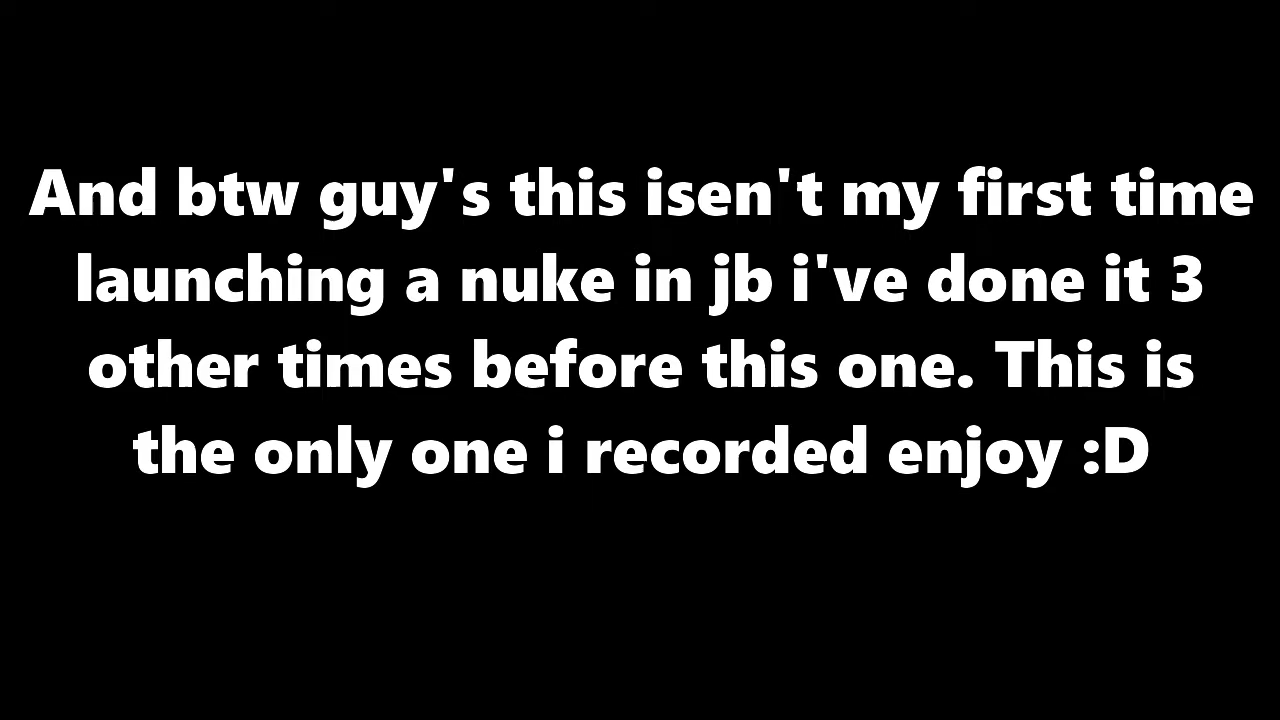 And btw guy's this isen't my first time
launching a nuke in jb i've done it 3
other times before this one. This is
the only one i recorded enjoy :D